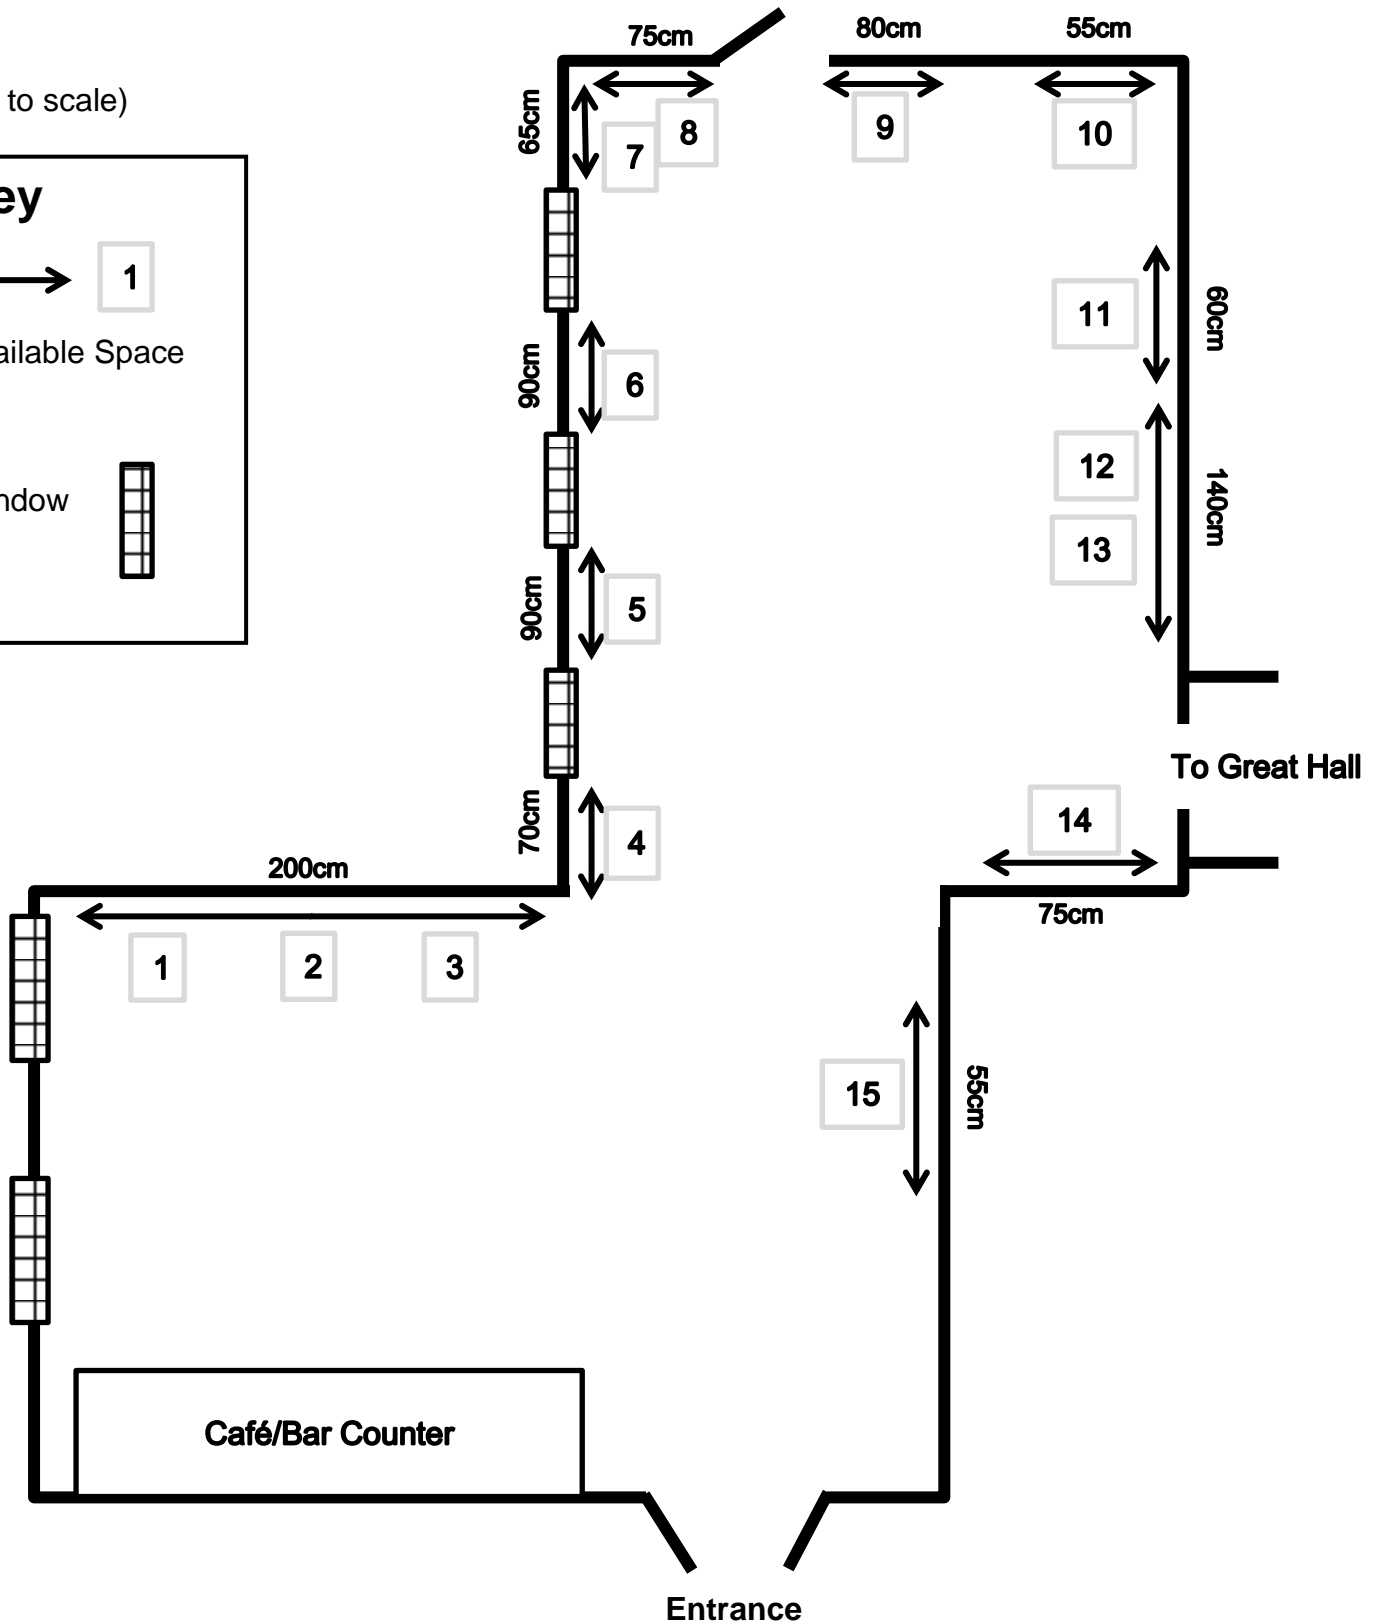 75cm
80cm
55cm
to scale)
65cm
7
8
9
10
ey
1
60cm
11
ailable Space
90cm
6
12
140cm
ndow
13
90cm
5
To Great Hall
70cm
4
14
200cm
75cm
1
2
3
15
55cm
Café/Bar Counter
Entrance